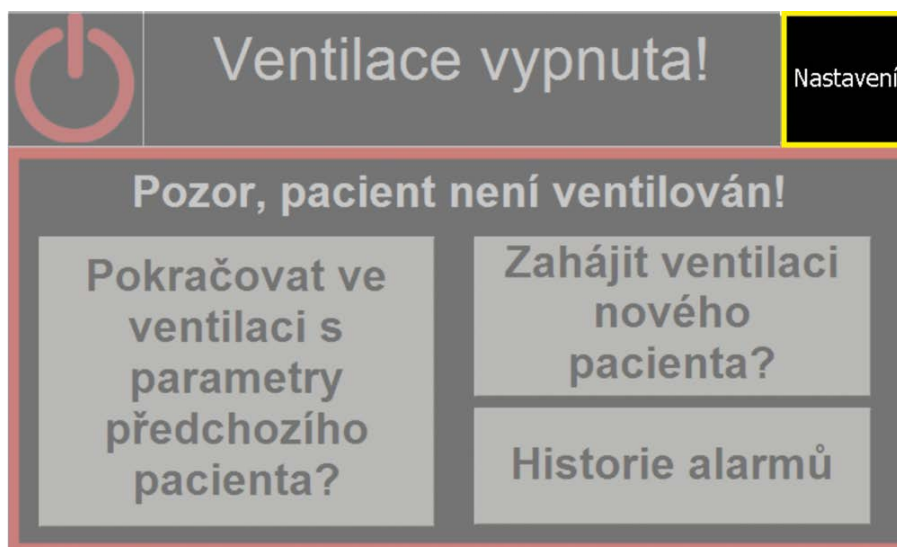 Ventilace vypnuta!
Nastavení
Pozor, pacient není ventilován!
Pokračovat ve
ventilaci s
parametry
předchozího
pacienta?
Zahájit ventilaci
nového
pacienta?
Historie alarmů